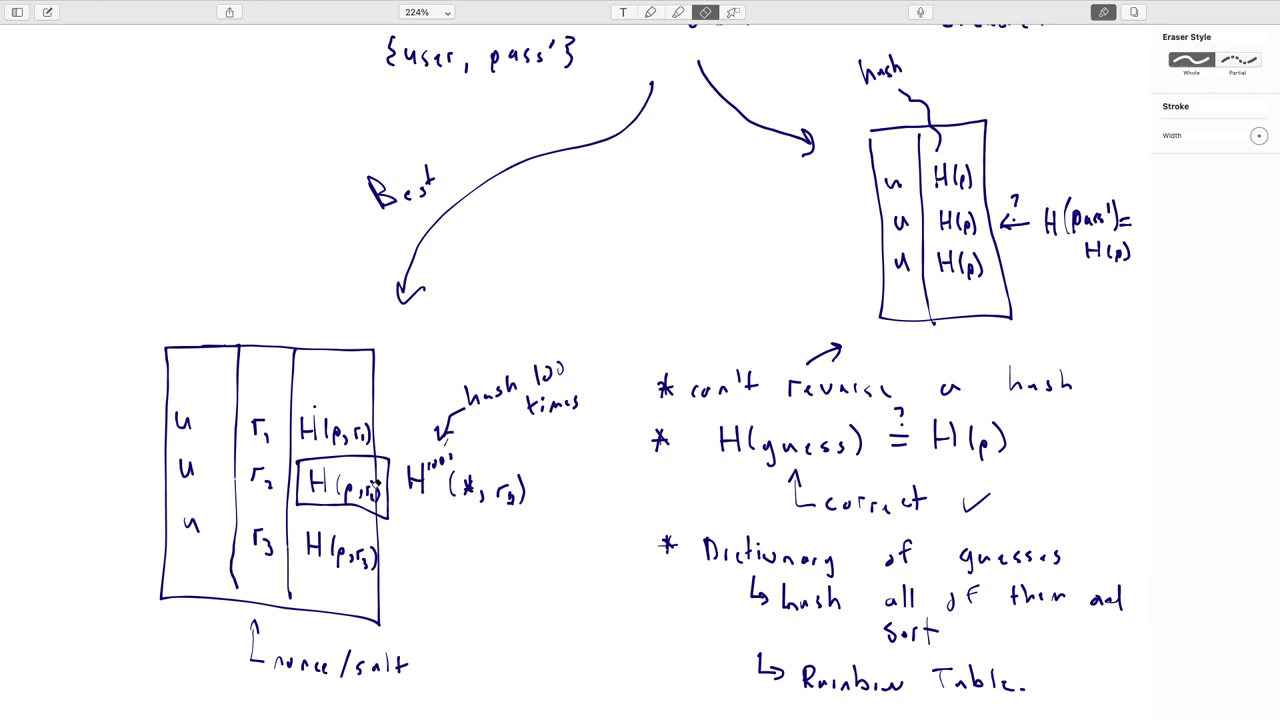 224%
T
Eraser Style
Whole
Partial
Stroke
Width
{user, pass'}
hash
Best
u H(p)
u H(p)
u H(p)
?
H(pass')=
H(p)
hash 100
times
u r₁ H(p,r₁)
u r₂ H(p,r₂)
u r₃ H(p,r₃)
H¹⁰⁰(*, r₂)
nonce/salt
* can't reverse a hash
?
* H(guess) = H(p)
correct ✓
* Dictionary of guesses
↳ hash all of them and
sort
↳ Rainbow Table.